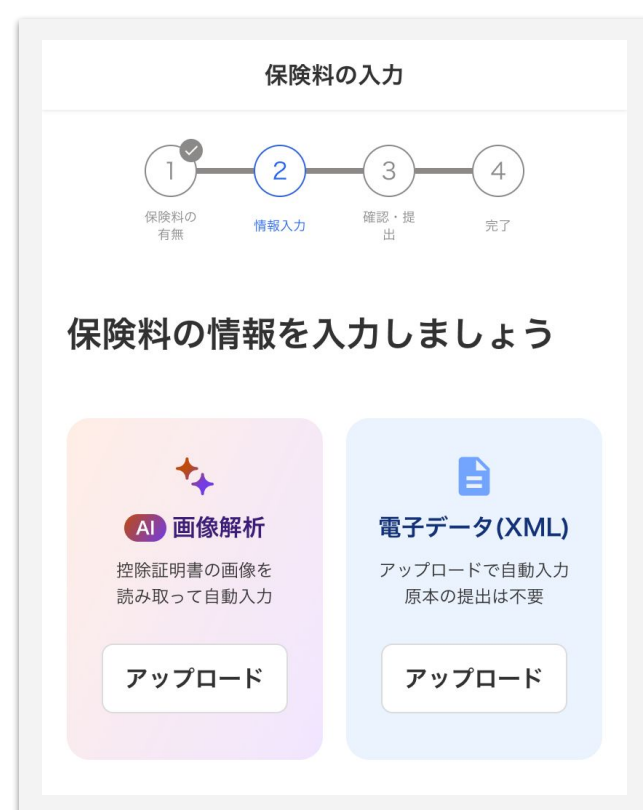 保険料の入力
1
2
3
4
保険料の
有無
情報入力
確認・提
出
完了
保険料の情報を入力しましょう
AI 画像解析
控除証明書の画像を
読み取って自動入力
アップロード
電子データ(XML)
アップロードで自動入力
原本の提出は不要
アップロード